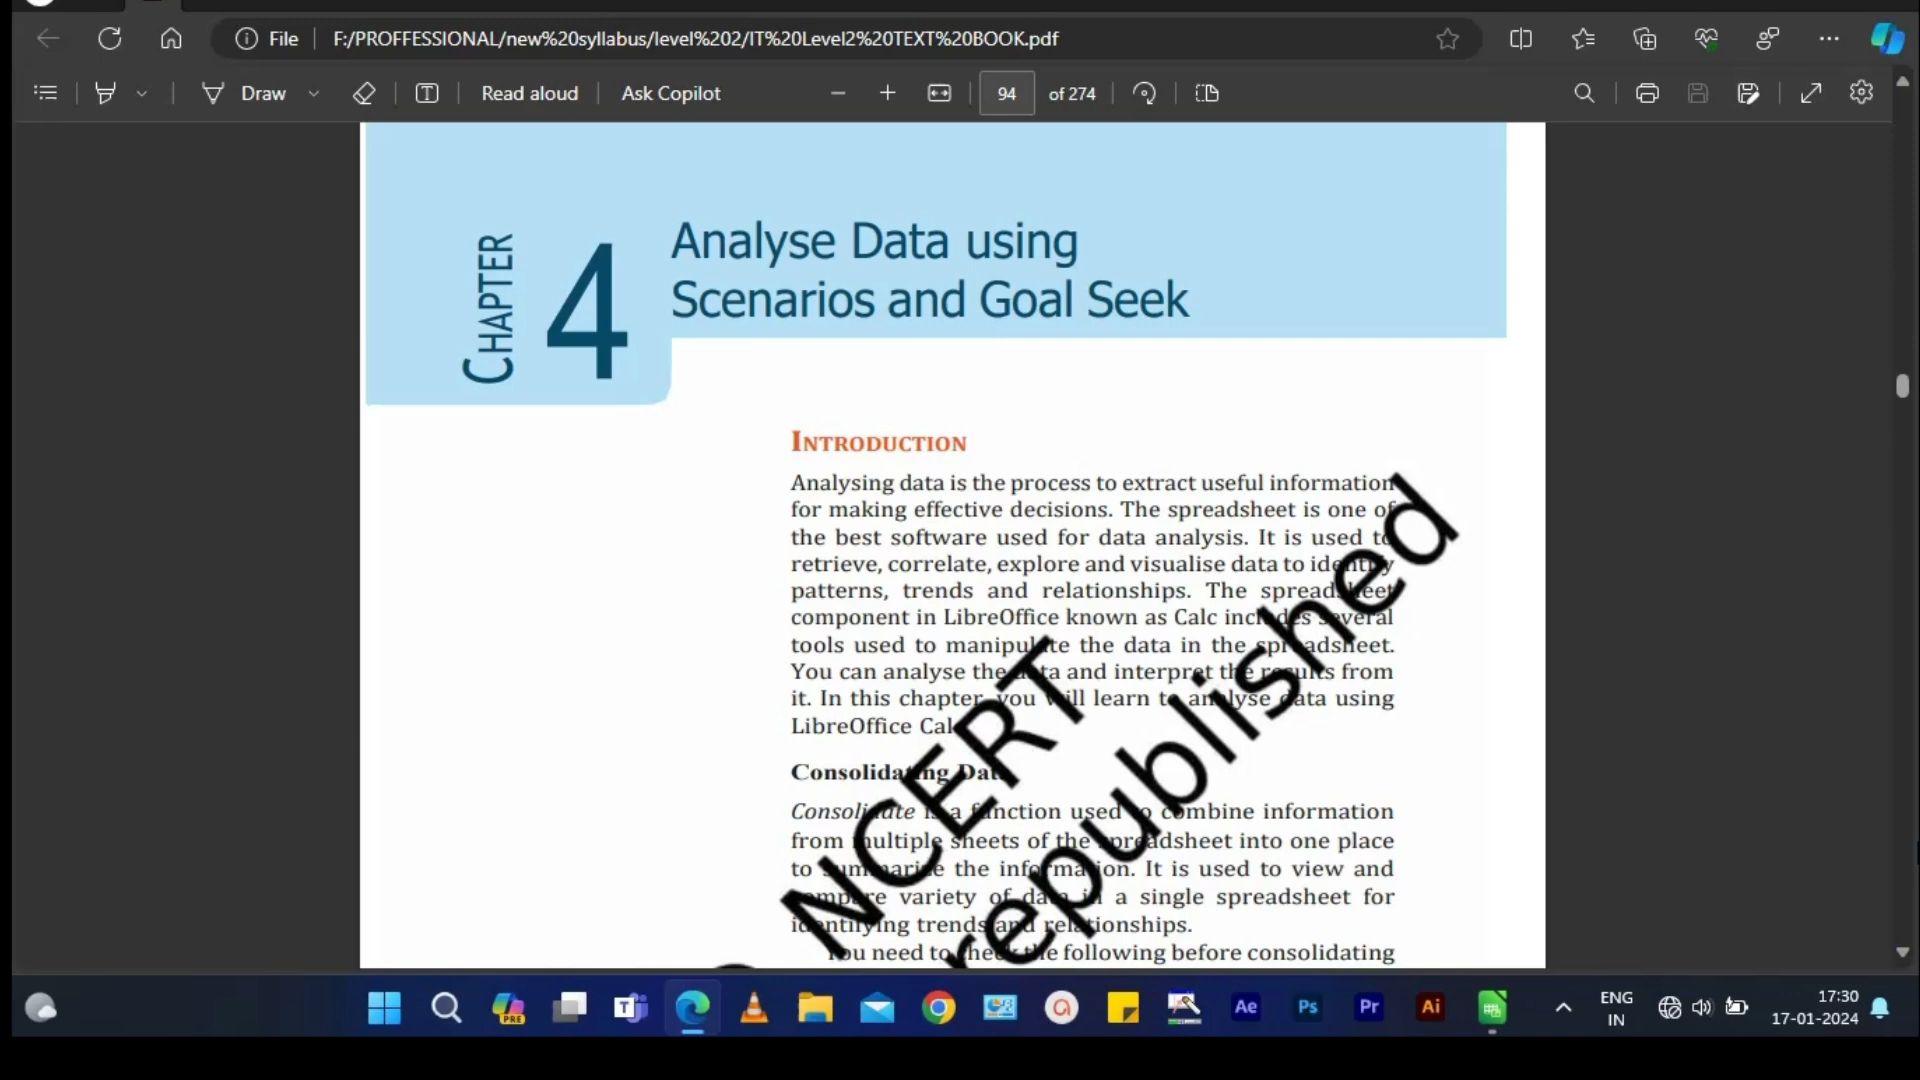 File F:/PROFFESSIONAL/new%20syllabus/level%202/IT%20Level2%20TEXT%20BOOK.pdf
Draw Read aloud Ask Copilot 94 of 274
CHAPTER 4
Analyse Data using
Scenarios and Goal Seek
INTRODUCTION
Analysing data is the process to extract useful information
for making effective decisions. The spreadsheet is one of
the best software used for data analysis. It is used to
retrieve, correlate, explore and visualise data to identify
patterns, trends and relationships. The spreadsheet
component in LibreOffice known as Calc includes several
tools used to manipulate the data in the spreadsheet.
You can analyse the data and interpret the results from
it. In this chapter, you will learn to analyse data using
LibreOffice Cal
Consolidating Data
Consolidate is a function used to combine information
from multiple sheets of the spreadsheet into one place
to summarize the information. It is used to view and
compare variety of data in a single spreadsheet for
identifying trends and relationships.
You need to check the following before consolidating
NCERT
republished
PRE
T
Ae
Ps
Pr
Ai
ENG
IN
17:30
17-01-2024